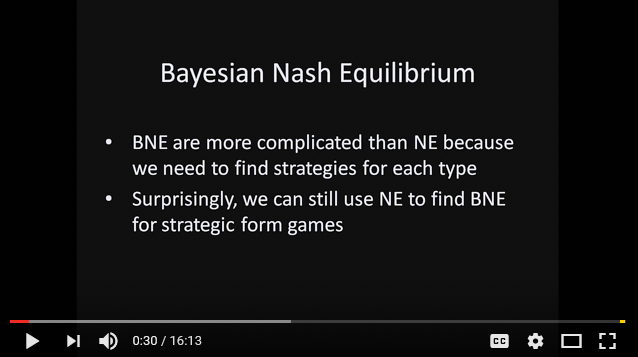 Bayesian Nash Equilibrium
• BNE are more complicated than NE because
we need to find strategies for each type
• Surprisingly, we can still use NE to find BNE
for strategic form games
0:30 / 16:13
CC